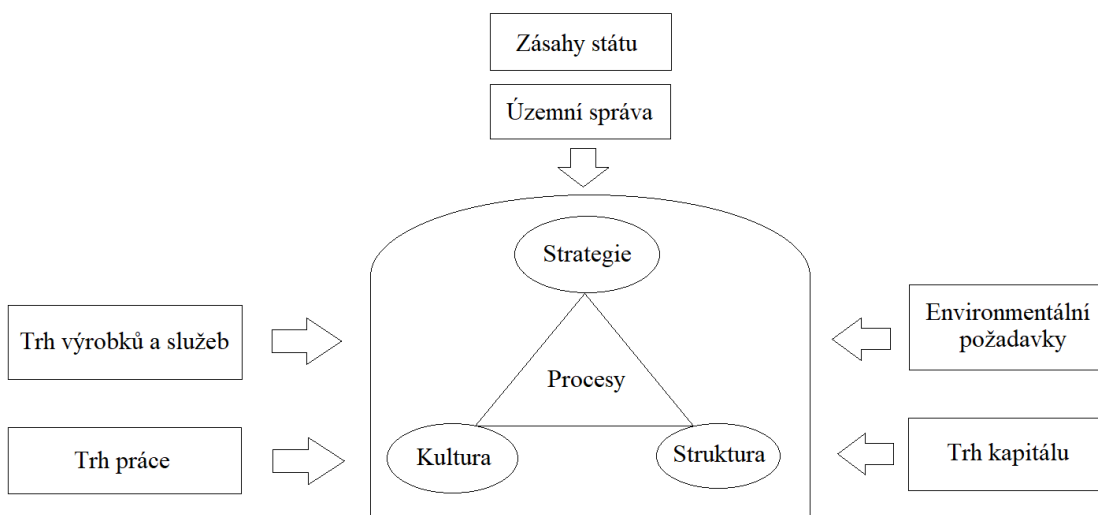 Zásahy státu
Územní správa
Strategie
Trh výrobků a služeb
Environmentální
požadavky
Procesy
Trh práce
Kultura
Struktura
Trh kapitálu